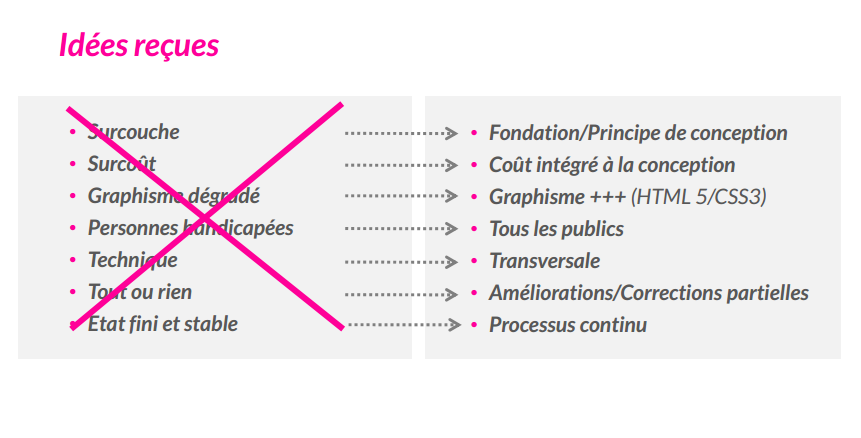 Idées reçues
• Surcouche
• Surcoût
• Graphisme dégradé
• Personnes handicapées
• Technique
• Tout ou rien
• Etat fini et stable
• Fondation/Principe de conception
• Coût intégré à la conception
• Graphisme +++ (HTML 5/CSS3)
• Tous les publics
• Transversale
• Améliorations/Corrections partielles
• Processus continu